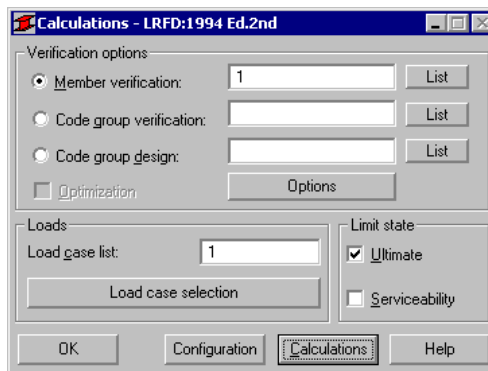 Calculations - LRFD:1994 Ed.2nd
Verification options
Member verification: 1 List
Code group verification: List
Code group design: List
Optimization Options
Loads
Load case list: 1
Load case selection
Limit state
Ultimate
Serviceability
OK Configuration Calculations Help